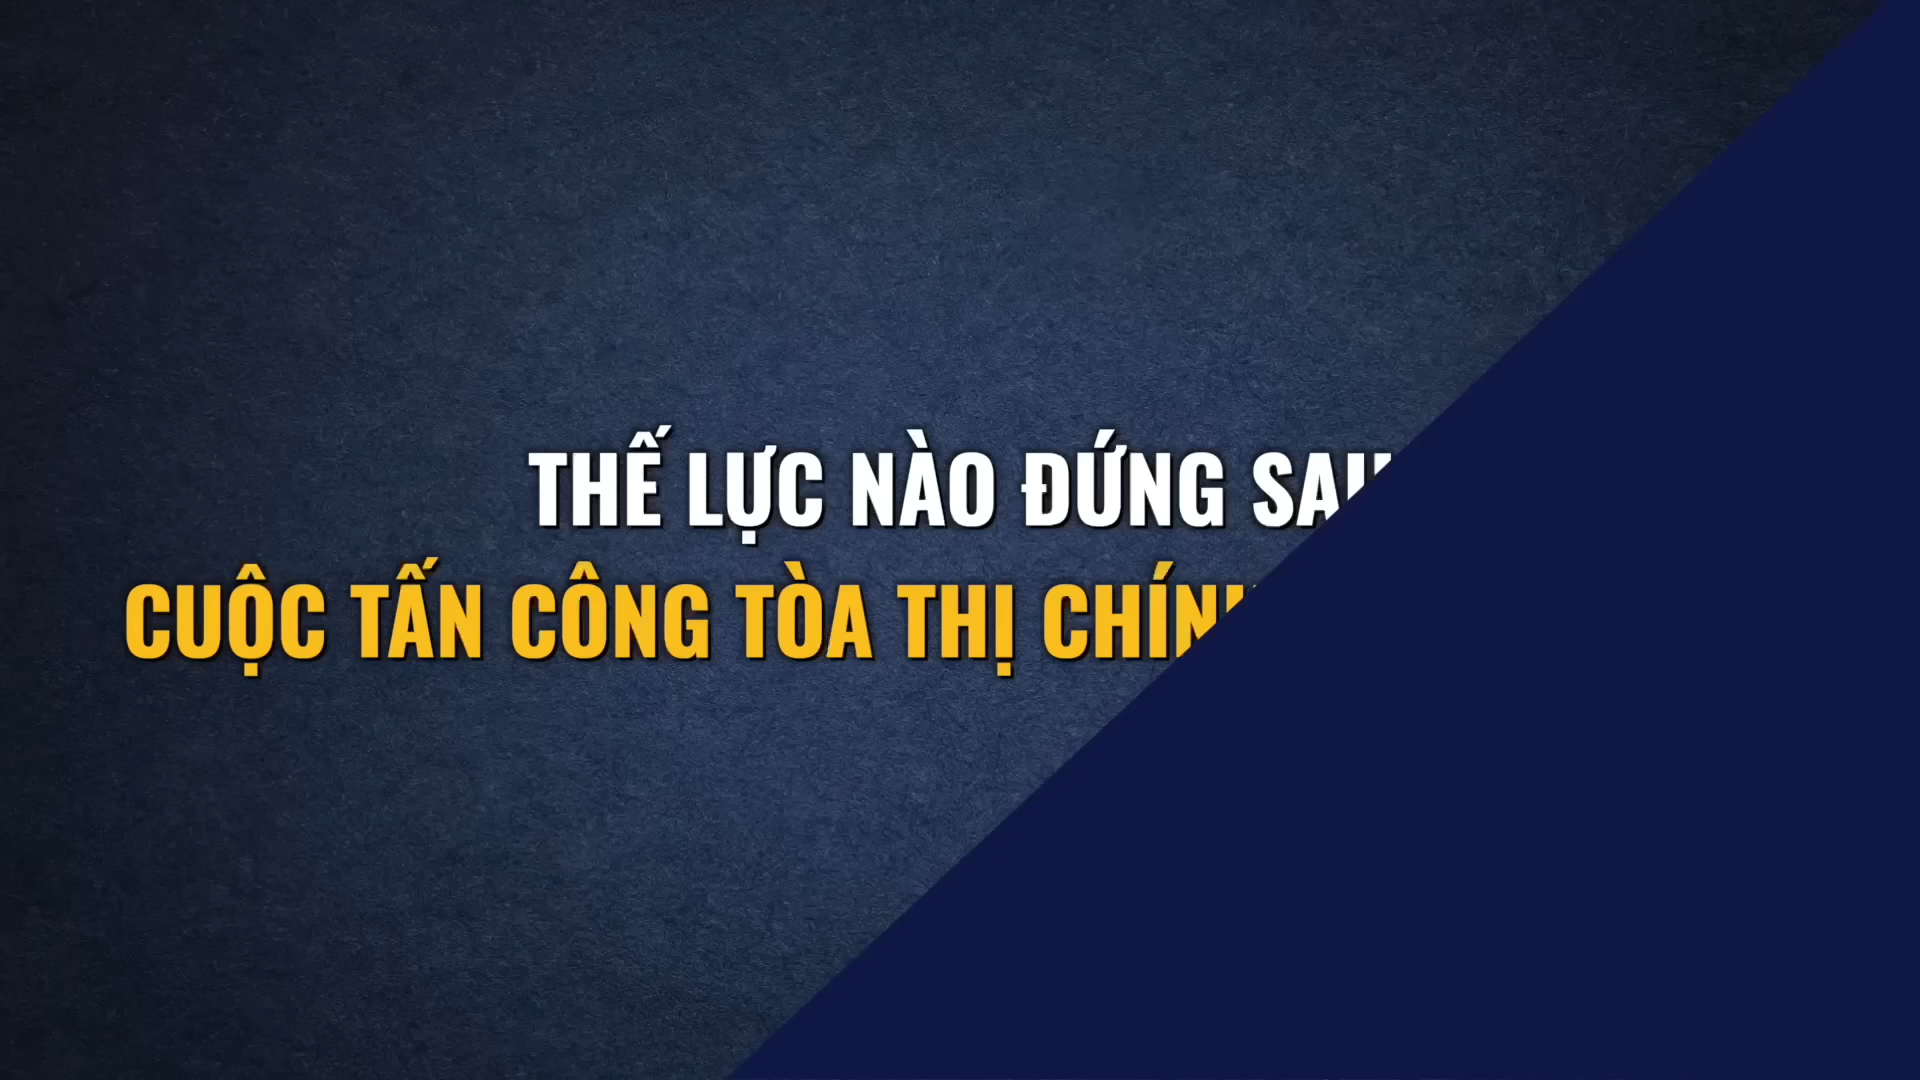 THẾ LỰC NÀO ĐỨNG SAU
CUỘC TẤN CÔNG TÒA THỊ CHÍNH